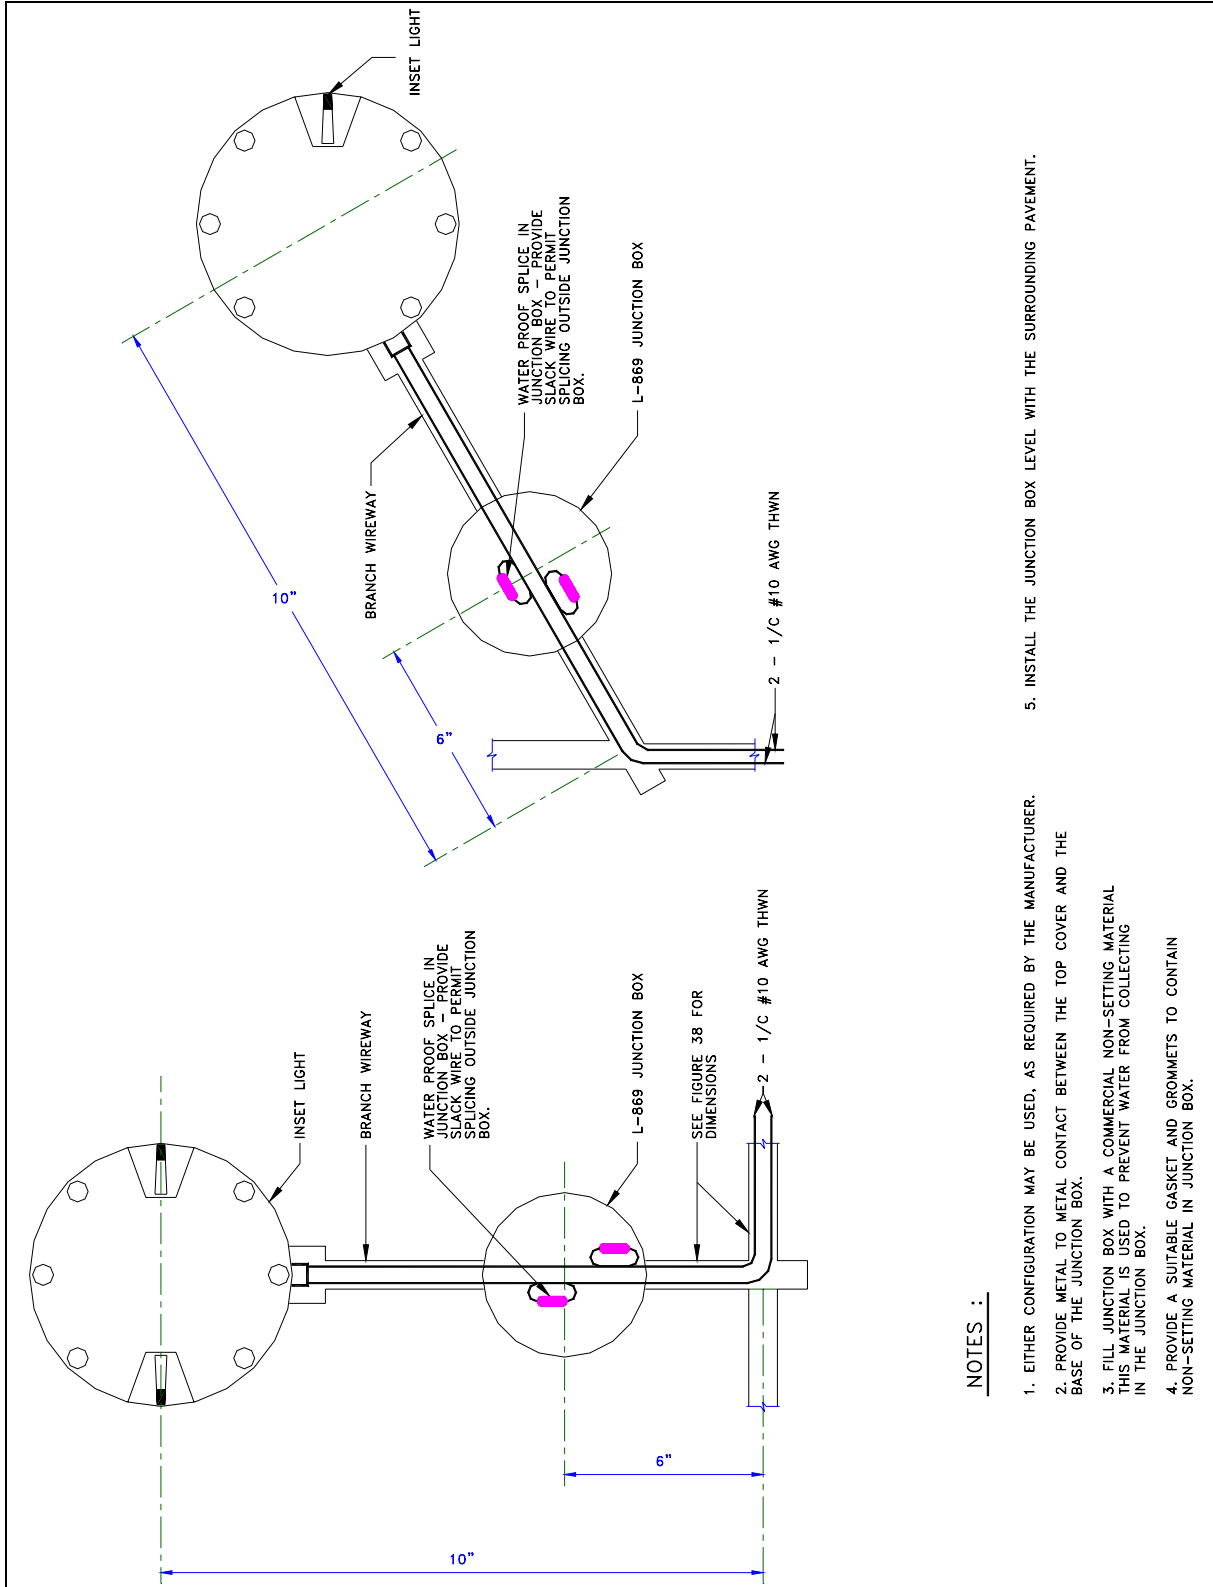 INSET LIGHT
BRANCH WIREWAY
WATER PROOF SPLICE IN
JUNCTION BOX – PROVIDE
SLACK WIRE TO PERMIT
SPLICING OUTSIDE JUNCTION
BOX.
L-869 JUNCTION BOX
SEE FIGURE 38 FOR
DIMENSIONS
2 - 1/C #10 AWG THWN
6"
10"
INSET LIGHT
BRANCH WIREWAY
WATER PROOF SPLICE IN
JUNCTION BOX – PROVIDE
SLACK WIRE TO PERMIT
SPLICING OUTSIDE JUNCTION
BOX.
L-869 JUNCTION BOX
2 - 1/C #10 AWG THWN
6"
10"
NOTES :
1. EITHER CONFIGURATION MAY BE USED, AS REQUIRED BY THE MANUFACTURER.
2. PROVIDE METAL TO METAL CONTACT BETWEEN THE TOP COVER AND THE
BASE OF THE JUNCTION BOX.
3. FILL JUNCTION BOX WITH A COMMERCIAL NON-SETTING MATERIAL
THIS MATERIAL IS USED TO PREVENT WATER FROM COLLECTING
IN THE JUNCTION BOX.
4. PROVIDE A SUITABLE GASKET AND GROMMETS TO CONTAIN
NON-SETTING MATERIAL IN JUNCTION BOX.
5. INSTALL THE JUNCTION BOX LEVEL WITH THE SURROUNDING PAVEMENT.